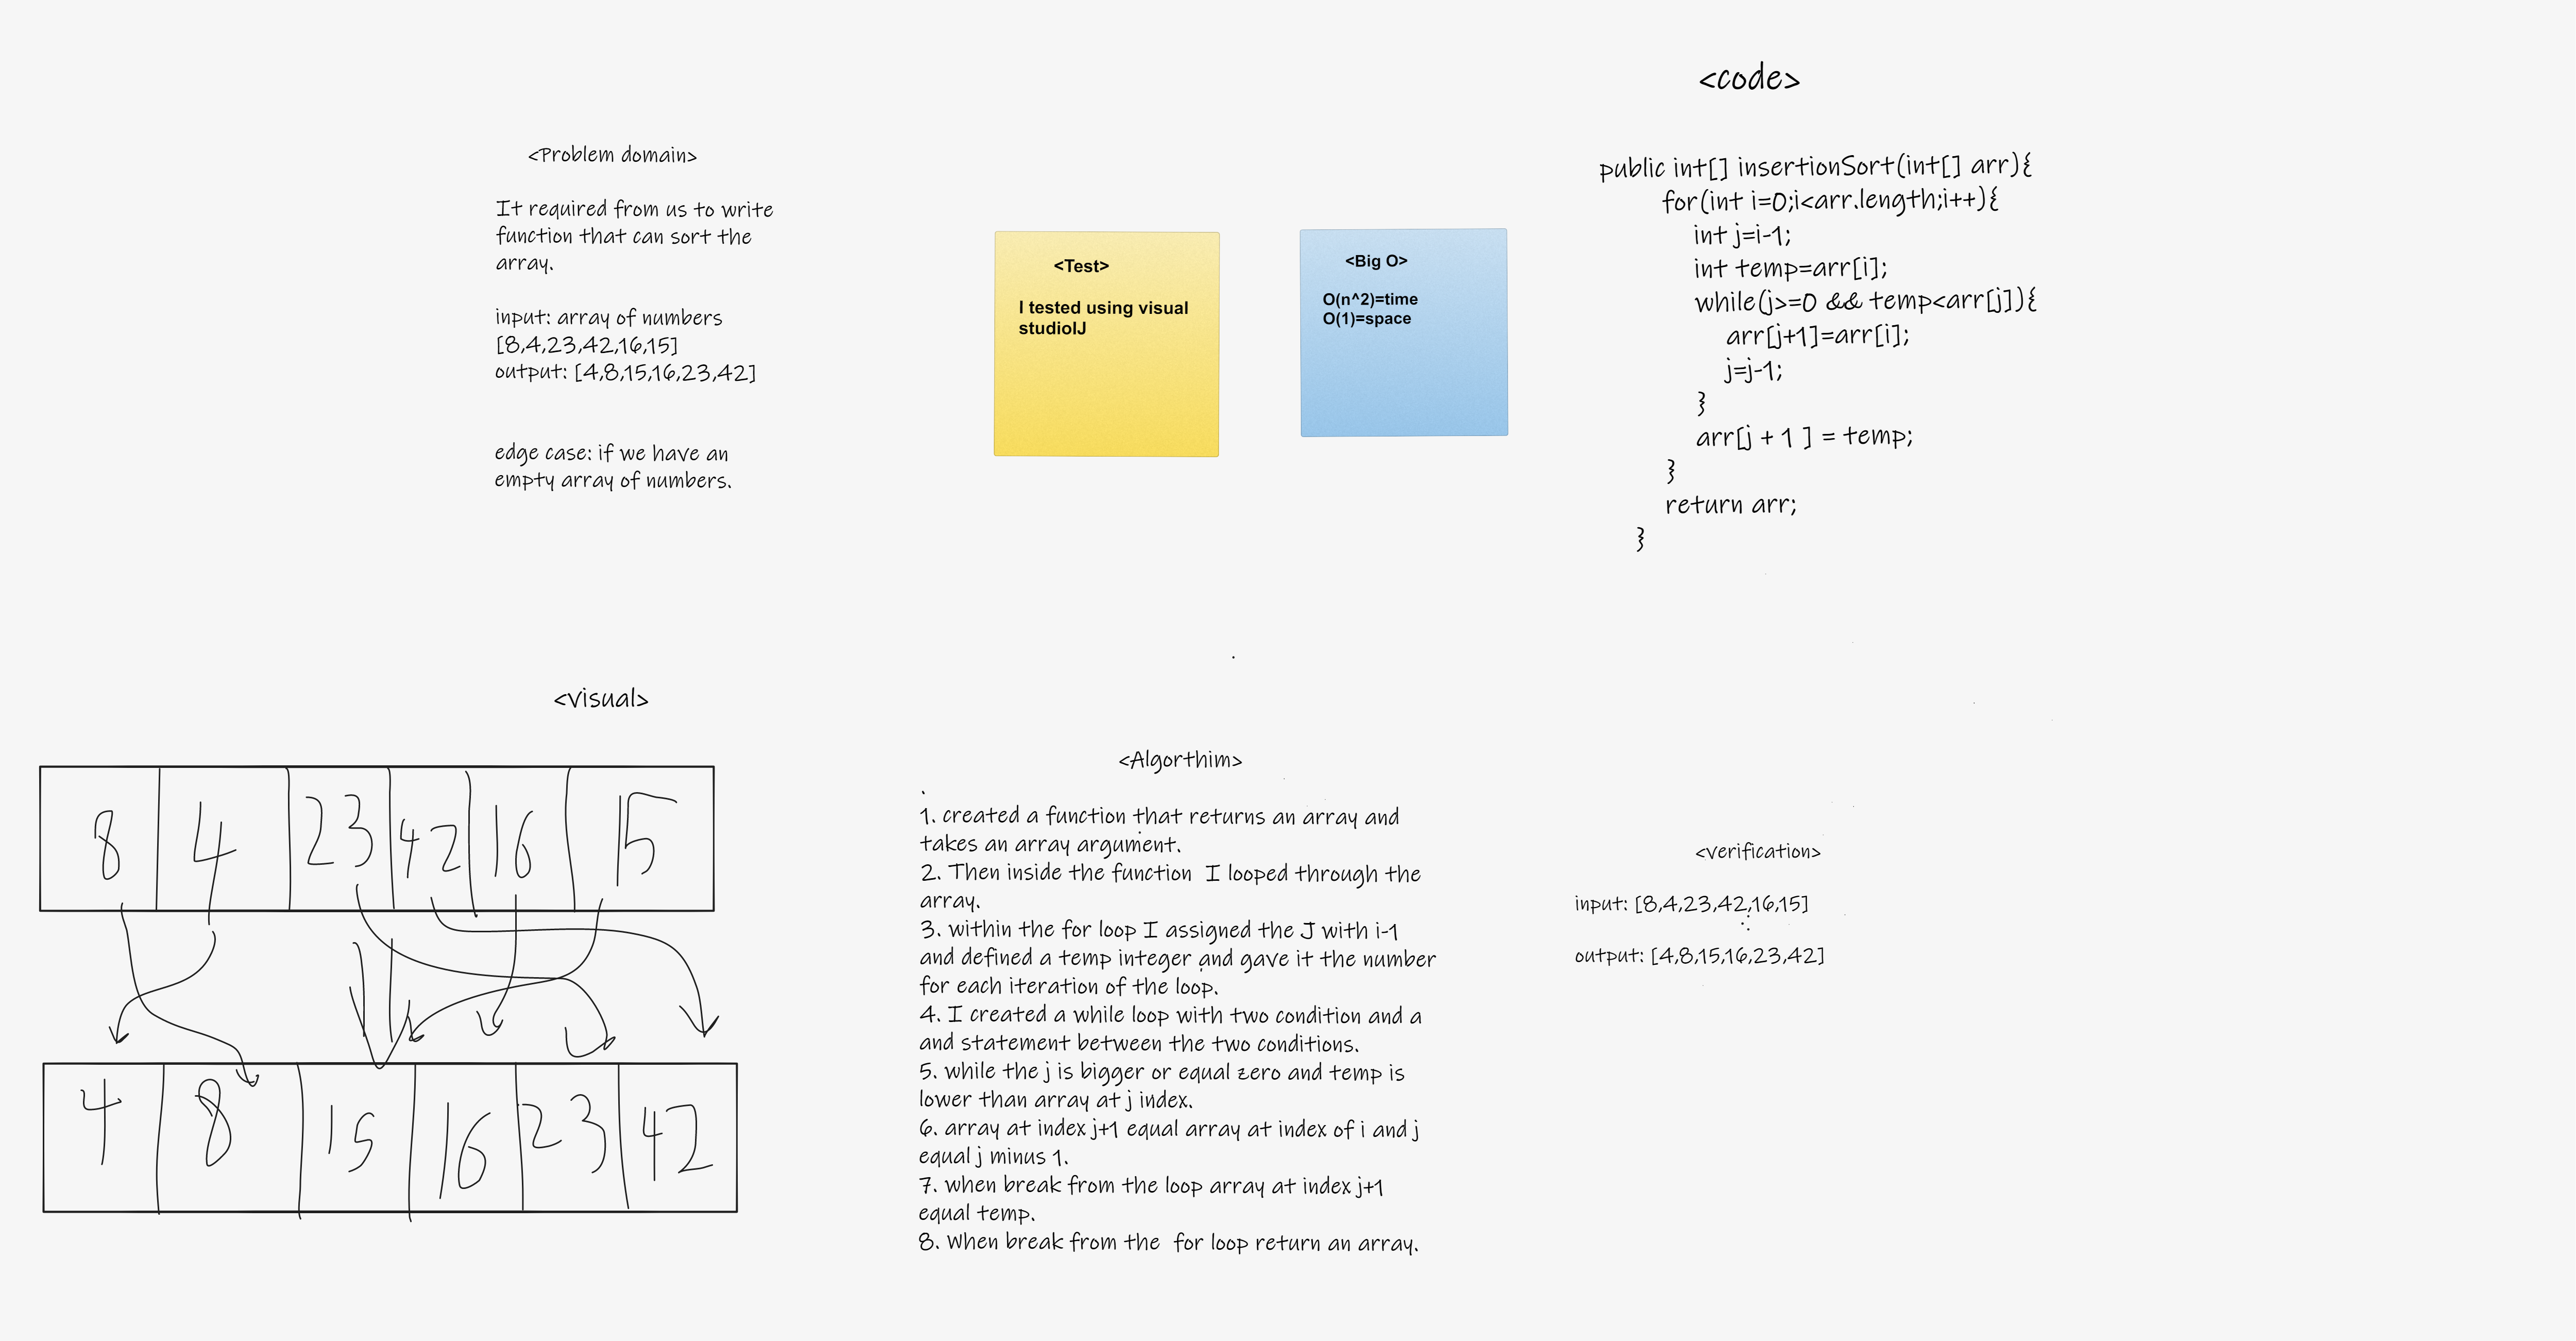 <Problem domain>
It required from us to write
function that can sort the
array.
input: array of numbers
[8,4,23,42,16,15]
output: [4,8,15,16,23,42]
edge case: if we have an
empty array of numbers.
<Test>
I tested using visual
studioIJ
<Big O>
O(n^2)=time
O(1)=space
<code>
public int[] insertionSort(int[] arr){
for(int i=0;i<arr.length;i++){
int j=i-1;
int temp=arr[i];
while(j>=0 && temp<arr[j]){
arr[j+1]=arr[i];
j=j-1;
}
arr[j + 1 ] = temp;
}
return arr;
}
<visual>
8 4 23 42 16 15
4 8 15 16 23 42
<Algorthim>
1. created a function that returns an array and
takes an array argument.
2. Then inside the function I looped through the
array.
3. within the for loop I assigned the J with i-1
and defined a temp integer and gave it the number
for each iteration of the loop.
4. I created a while loop with two condition and a
and statement between the two conditions.
5. while the j is bigger or equal zero and temp is
lower than array at j index.
6. array at index j+1 equal array at index of i and j
equal j minus 1.
7. when break from the loop array at index j+1
equal temp.
8. When break from the for loop return an array.
<verification>
input: [8,4,23,42,16,15]
output: [4,8,15,16,23,42]